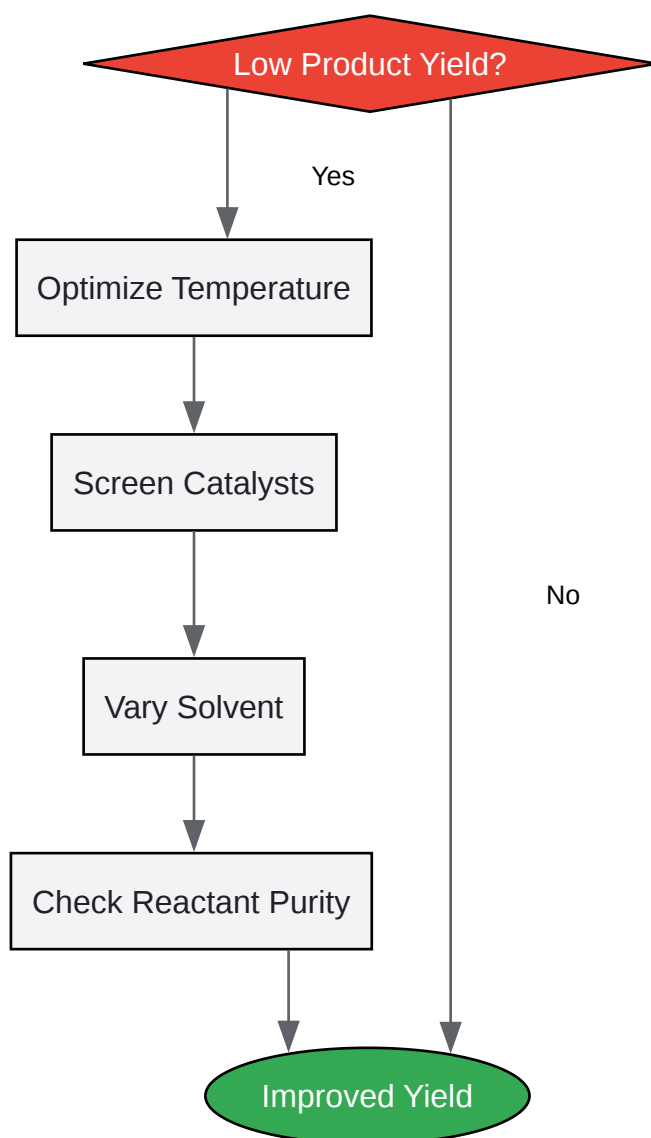 Low Product Yield?
Yes
Optimize Temperature
Screen Catalysts
No
Vary Solvent
Check Reactant Purity
Improved Yield